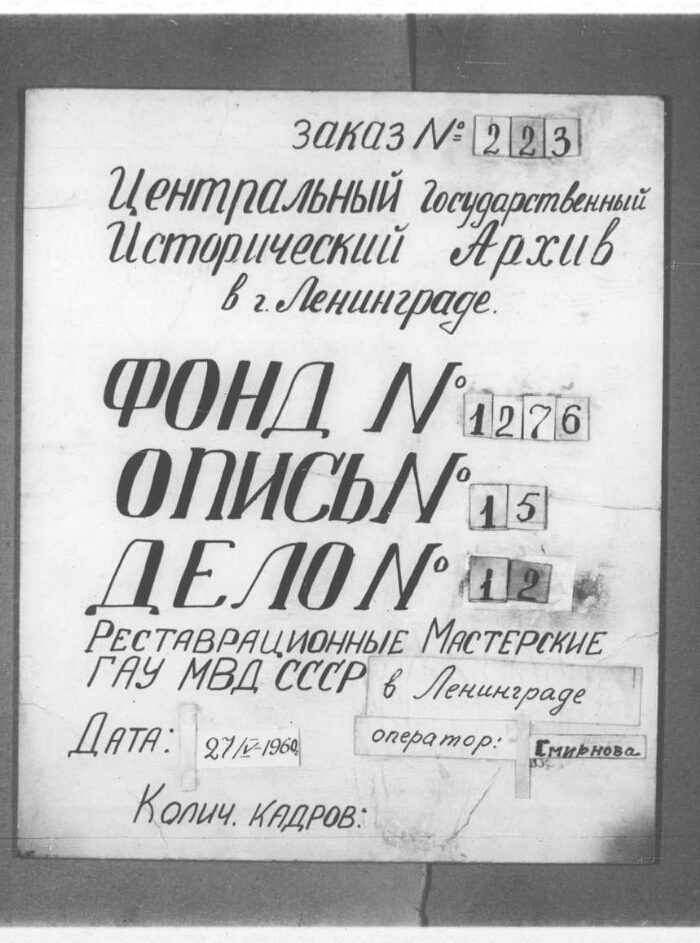 заказ № 223
Центральный Государственный
Исторический Архив
в г. Ленинграде.
ФОНД № 1276
ОПИСЬ № 15
ДЕЛО № 12
Реставрационные Мастерские
ГАУ МВД СССР в Ленинграде
Дата: 27/IV-1960 оператор: Смирнова
Колич. кадров: